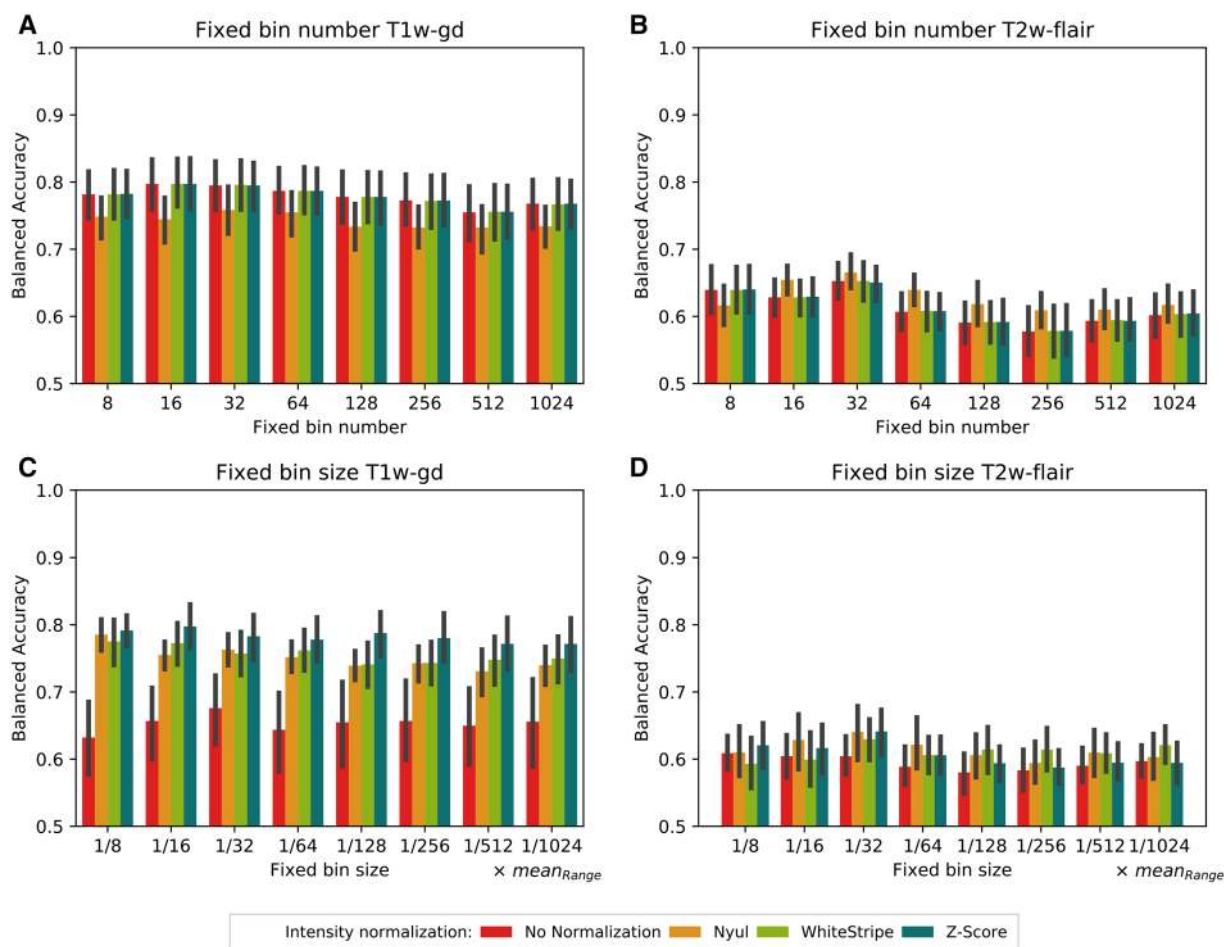 A
Fixed bin number T1w-gd
1.0
0.9
0.8
0.7
0.6
0.5
Balanced Accuracy
8 16 32 64 128 256 512 1024
Fixed bin number
B
Fixed bin number T2w-flair
1.0
0.9
0.8
0.7
0.6
0.5
Balanced Accuracy
8 16 32 64 128 256 512 1024
Fixed bin number
C
Fixed bin size T1w-gd
1.0
0.9
0.8
0.7
0.6
0.5
Balanced Accuracy
1/8 1/16 1/32 1/64 1/128 1/256 1/512 1/1024
Fixed bin size × mean_Range
D
Fixed bin size T2w-flair
1.0
0.9
0.8
0.7
0.6
0.5
Balanced Accuracy
1/8 1/16 1/32 1/64 1/128 1/256 1/512 1/1024
Fixed bin size × mean_Range
Intensity normalization: No Normalization Nyul WhiteStripe Z-Score